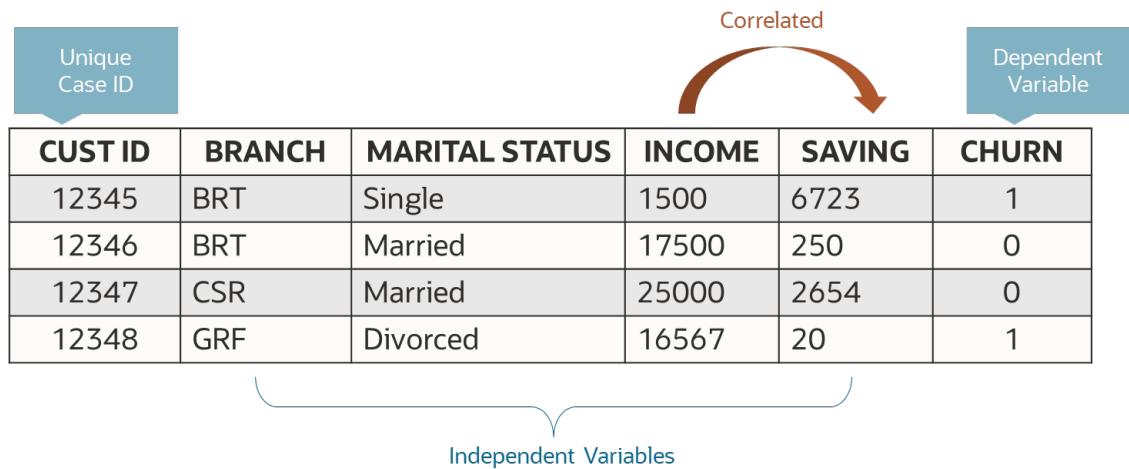 Correlated
Unique
Case ID
Dependent
Variable
CUST ID BRANCH MARITAL STATUS INCOME SAVING CHURN
12345 BRT Single 1500 6723 1
12346 BRT Married 17500 250 0
12347 CSR Married 25000 2654 0
12348 GRF Divorced 16567 20 1
Independent Variables